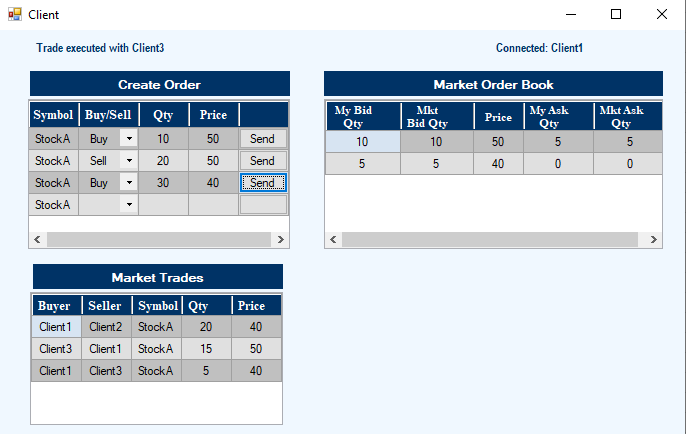 Client
Trade executed with Client3
Connected: Client1
Create Order
Symbol Buy/Sell Qty Price
StockA Buy 10 50 Send
StockA Sell 20 50 Send
StockA Buy 30 40 Send
StockA
Market Order Book
My Bid Qty Mkt Bid Qty Price My Ask Qty Mkt Ask Qty
10 10 50 5 5
5 5 40 0 0
Market Trades
Buyer Seller Symbol Qty Price
Client1 Client2 StockA 20 40
Client3 Client1 StockA 15 50
Client1 Client3 StockA 5 40